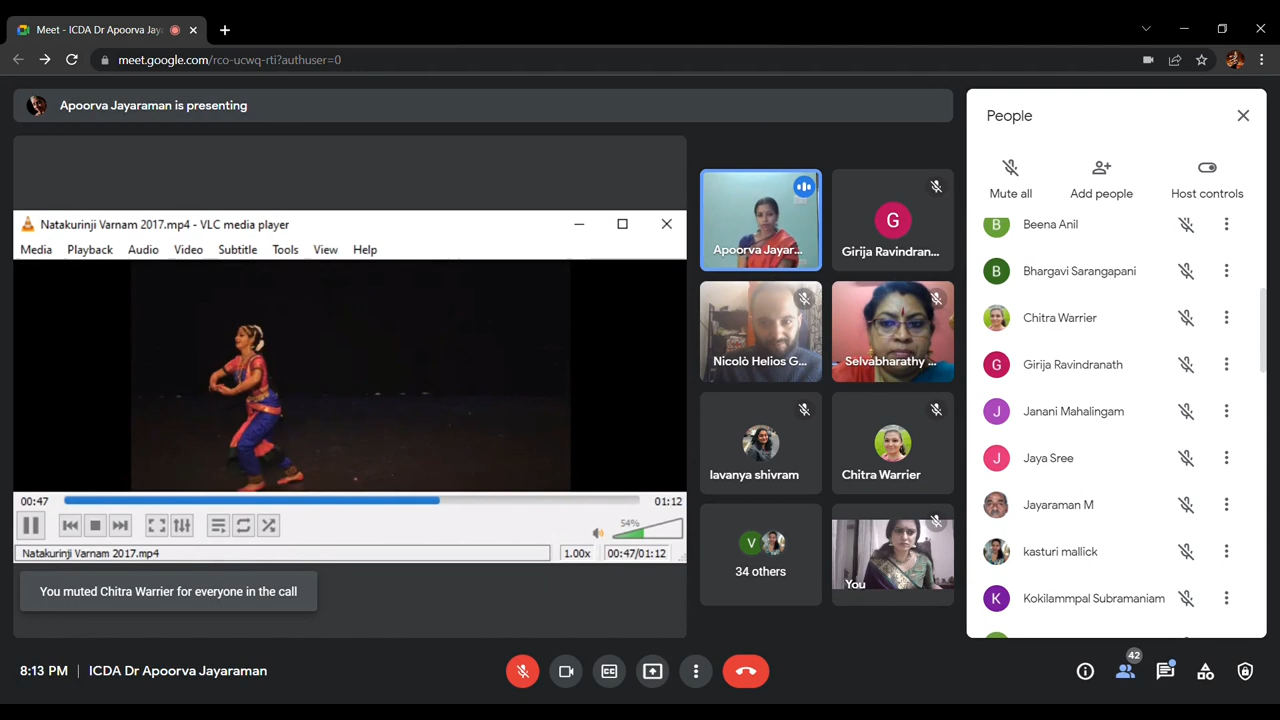 Meet - ICDA Dr Apoorva Jay
meet.google.com/rco-ucwq-rti?authuser=0
Apoorva Jayaraman is presenting
Natakurinji Varnam 2017.mp4 - VLC media player
Media Playback Audio Video Subtitle Tools View Help
00:47 01:12
54%
Natakurinji Varnam 2017.mp4 1.00x 00:47/01:12
You muted Chitra Warrier for everyone in the call
Apoorva Jayar...
G
Girija Ravindran...
Nicolò Helios G...
Selvabharathy ...
lavanya shivram
Chitra Warrier
V
34 others
You
People
Mute all Add people Host controls
B Beena Anil
B Bhargavi Sarangapani
Chitra Warrier
G Girija Ravindranath
J Janani Mahalingam
J Jaya Sree
Jayaraman M
kasturi mallick
K Kokilammpal Subramaniam
8:13 PM | ICDA Dr Apoorva Jayaraman
42